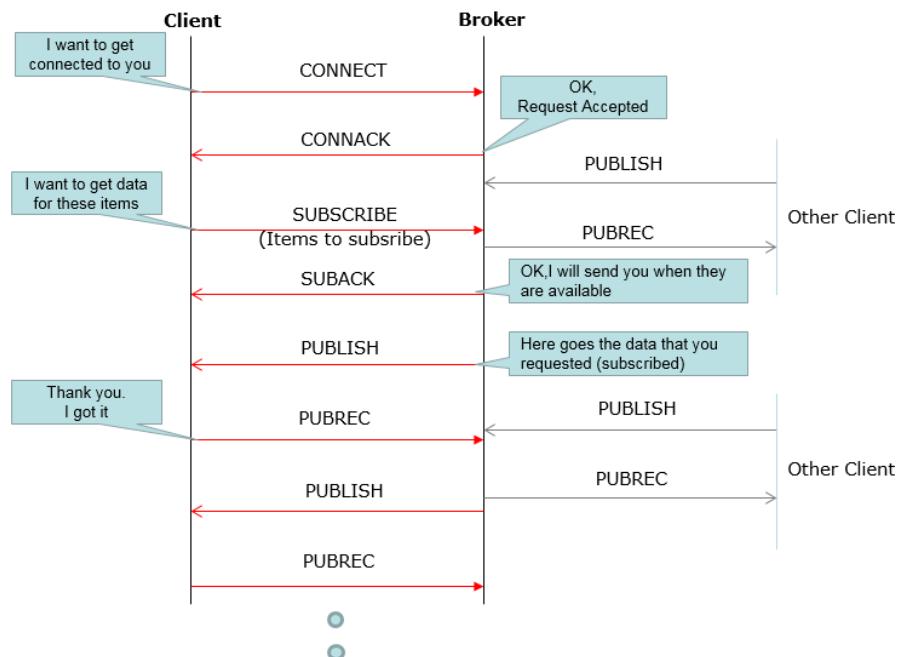 Client
Broker
I want to get
connected to you
CONNECT
OK,
Request Accepted
CONNACK
PUBLISH
I want to get data
for these items
SUBSCRIBE
(Items to subsribe)
Other Client
PUBREC
SUBACK
OK,I will send you when they
are available
PUBLISH
Here goes the data that you
requested (subscribed)
Thank you.
I got it
PUBREC
PUBLISH
Other Client
PUBREC
PUBLISH
PUBREC